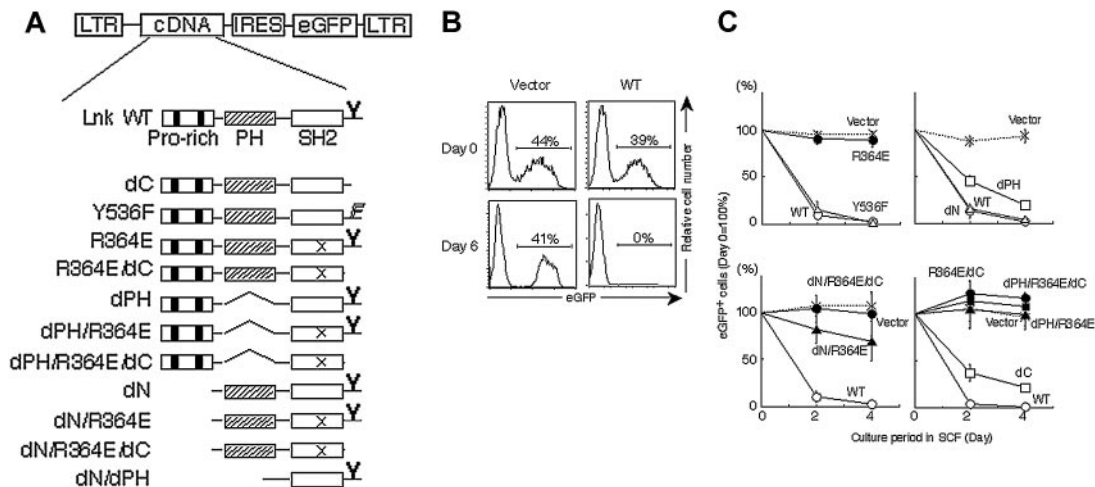 A
LTR cDNA IRES eGFP LTR
Lnk WT Y
Pro-rich PH SH2
dC
Y536F F
R364E X Y
R364E/dC X
dPH Y
dPH/R364E X Y
dPH/R364E/dC X
dN Y
dN/R364E X Y
dN/R364E/dC X
dN/dPH Y
B
Vector WT
Day 0 44% 39%
Day 6 41% 0%
eGFP
Relative cell number
C
(%)
100
50
0
Vector
R364E
WT
Y536F
Vector
dPH
WT
dN
(%)
100
50
0
dN/R364E/dC
Vector
dN/R364E
WT
R364E/dC
dPH/R364E/dC
Vector
dPH/R364E
dC
WT
0 2 4 0 2 4
eGFP+ cells (Day 0=100%)
Culture period in SCF (Day)